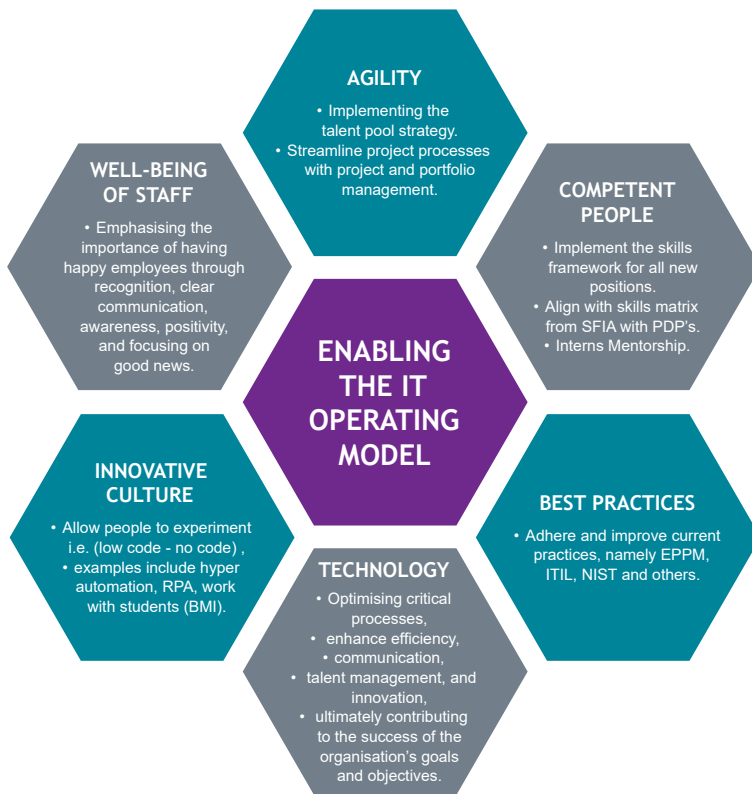 AGILITY
• Implementing the
talent pool strategy.
• Streamline project processes
with project and portfolio
management.
WELL-BEING
OF STAFF
• Emphasising the
importance of having
happy employees through
recognition, clear
communication,
awareness, positivity,
and focusing on
good news.
COMPETENT
PEOPLE
• Implement the skills
framework for all new
positions.
• Align with skills matrix
from SFIA with PDP's.
• Interns Mentorship.
ENABLING
THE IT
OPERATING
MODEL
INNOVATIVE
CULTURE
• Allow people to experiment
i.e. (low code - no code) ,
• examples include hyper
automation, RPA, work
with students (BMI).
BEST PRACTICES
• Adhere and improve current
practices, namely EPPM,
ITIL, NIST and others.
TECHNOLOGY
• Optimising critical
processes,
• enhance efficiency,
• communication,
• talent management, and
innovation,
• ultimately contributing
to the success of the
organisation's goals
and objectives.